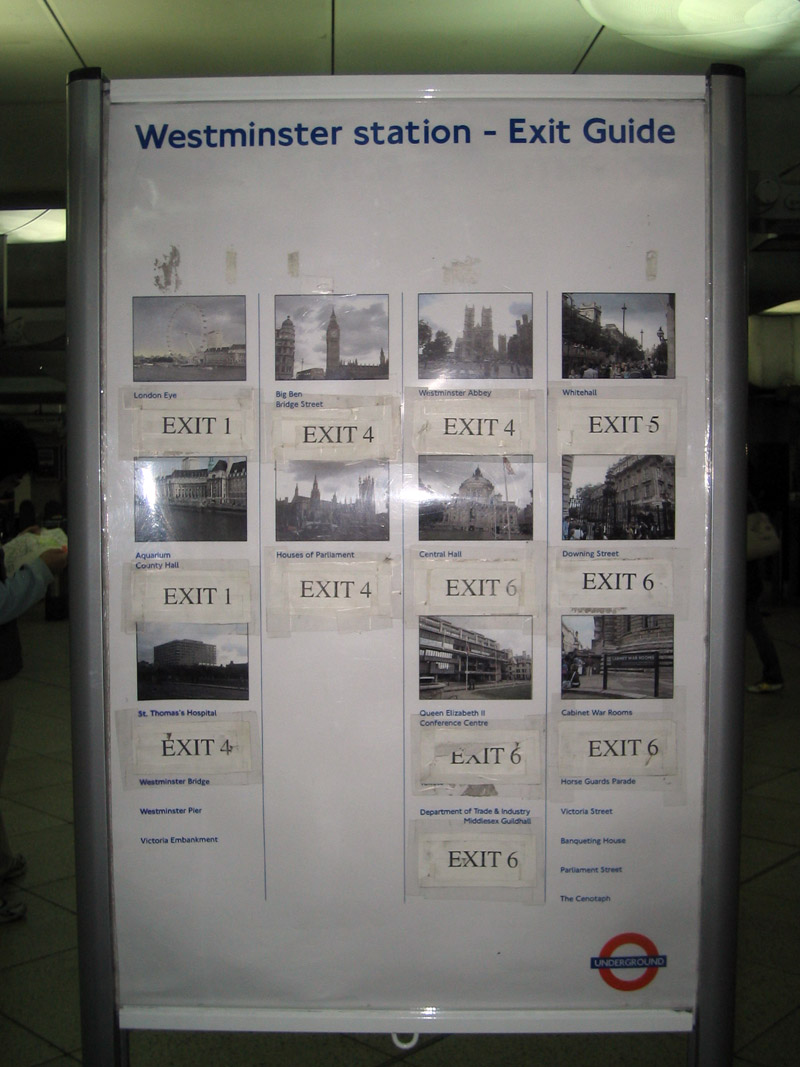 Westminster station - Exit Guide
London Eye
EXIT 1
Aquarium
County Hall
EXIT 1
St. Thomas's Hospital
EXIT 4
Westminster Bridge
Westminster Pier
Victoria Embankment
Big Ben
Bridge Street
EXIT 4
Houses of Parliament
EXIT 4
Westminster Abbey
EXIT 4
Central Hall
EXIT 6
Queen Elizabeth II
Conference Centre
EXIT 6
Department of Trade & Industry
Middlesex Guildhall
EXIT 6
Whitehall
EXIT 5
Downing Street
EXIT 6
CABINET WAR ROOMS
Cabinet War Rooms
EXIT 6
Horse Guards Parade
Victoria Street
Banqueting House
Parliament Street
The Cenotaph
UNDERGROUND